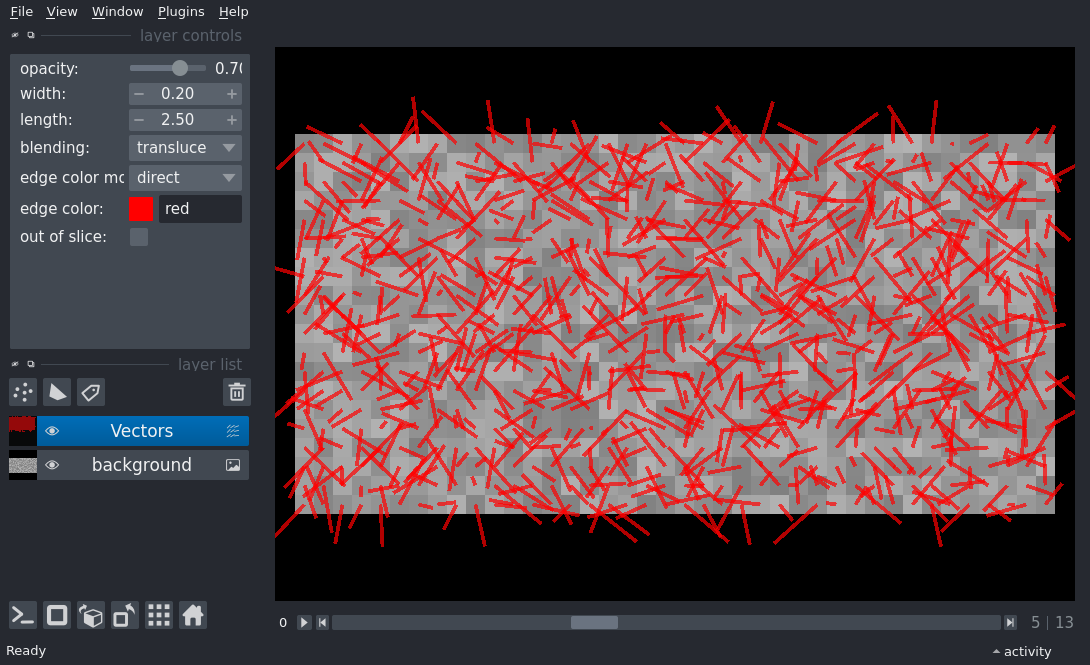 File View Window Plugins Help
layer controls
opacity: 0.70
width: 0.20
length: 2.50
blending: transluce
edge color mc direct
edge color: red
out of slice:
layer list
Vectors
background
0 5 13
Ready activity